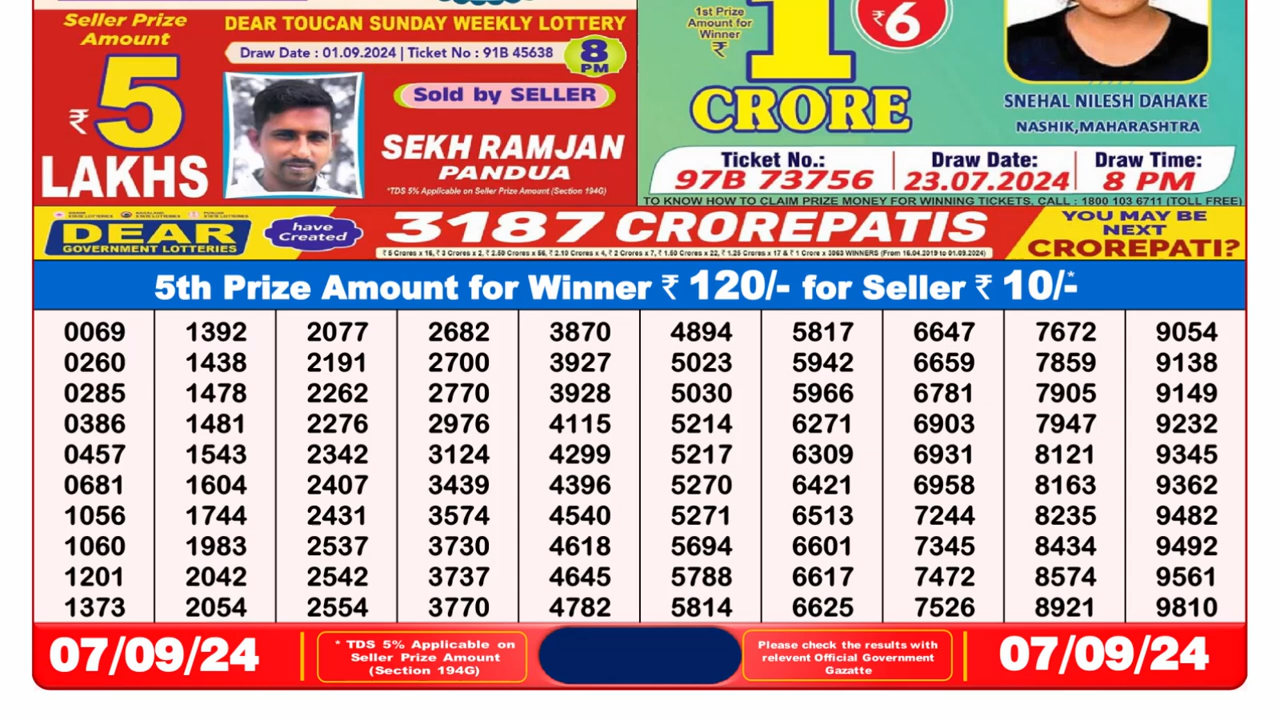 Seller Prize
Amount
₹5
LAKHS
DEAR TOUCAN SUNDAY WEEKLY LOTTERY
Draw Date : 01.09.2024 | Ticket No : 91B 45638
8
PM
Sold by SELLER
SEKH RAMJAN
PANDUA
*TDS 5% Applicable on Seller Prize Amount (Section 194G)
1st Prize
Amount for
Winner
₹
1
CRORE
₹6
SNEHAL NILESH DAHAKE
NASHIK,MAHARASHTRA
Ticket No.:
97B 73756
Draw Date:
23.07.2024
Draw Time:
8 PM
TO KNOW HOW TO CLAIM PRIZE MONEY FOR WINNING TICKETS, CALL : 1800 103 6711 (TOLL FREE)
DEAR
GOVERNMENT LOTTERIES
have
Created
3187 CROREPATIS
YOU MAY BE
NEXT
CROREPATI?
5th Prize Amount for Winner ₹ 120/- for Seller ₹ 10/-*
0069 1392 2077 2682 3870 4894 5817 6647 7672 9054
0260 1438 2191 2700 3927 5023 5942 6659 7859 9138
0285 1478 2262 2770 3928 5030 5966 6781 7905 9149
0386 1481 2276 2976 4115 5214 6271 6903 7947 9232
0457 1543 2342 3124 4299 5217 6309 6931 8121 9345
0681 1604 2407 3439 4396 5270 6421 6958 8163 9362
1056 1744 2431 3574 4540 5271 6513 7244 8235 9482
1060 1983 2537 3730 4618 5694 6601 7345 8434 9492
1201 2042 2542 3737 4645 5788 6617 7472 8574 9561
1373 2054 2554 3770 4782 5814 6625 7526 8921 9810
07/09/24
* TDS 5% Applicable on
Seller Prize Amount
(Section 194G)
Please check the results with
relevent Official Government
Gazatte
07/09/24